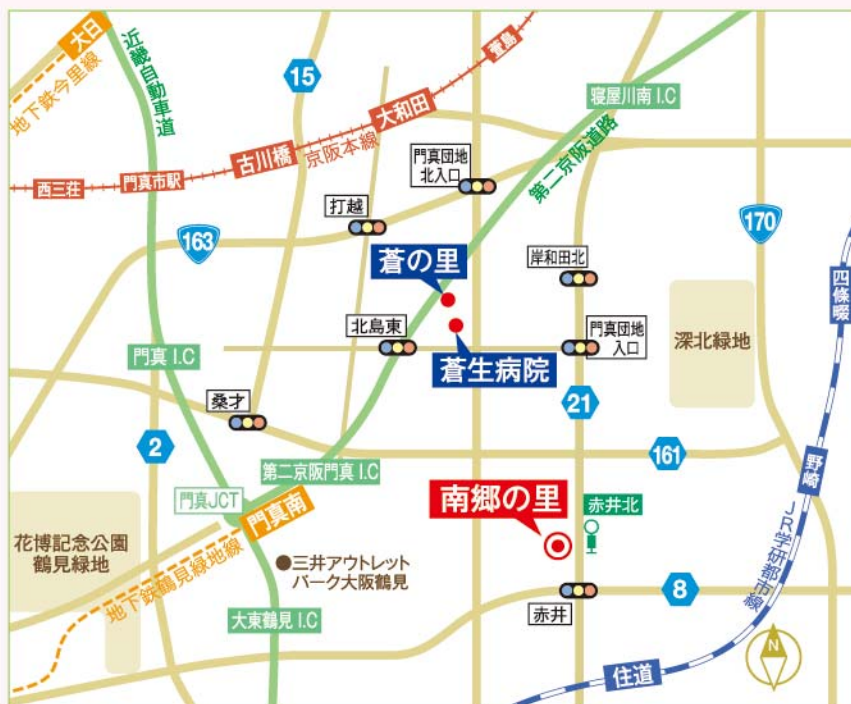 大日
近畿自動車道
地下鉄今里線
15
萱島
大和田
寝屋川南 I.C
古川橋
京阪本線
門真団地
北入口
第二京阪道路
西三荘
門真市駅
打越
163
170
蒼の里
岸和田北
四條畷
北島東
門真団地
入口
深北緑地
門真 I.C
蒼生病院
桑才
21
2
161
野崎
第二京阪門真 I.C
門真JCT
門真南
南郷の里
赤井北
花博記念公園
鶴見緑地
三井アウトレット
パーク大阪鶴見
地下鉄鶴見緑地線
JR学研都市線
大東鶴見 I.C
赤井
8
N
住道